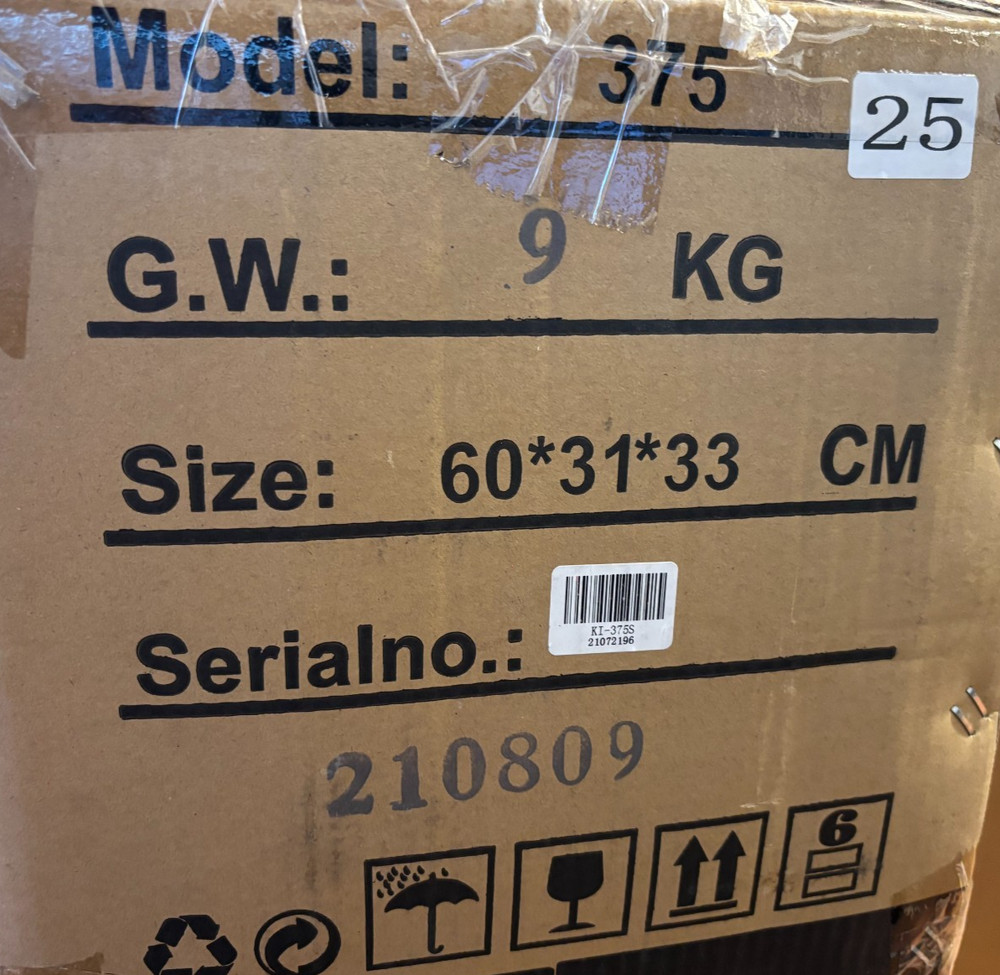 Model: 375
25
G.W.: 9 KG
Size: 60*31*33 CM
Serialno.:
KI-375S
21072196
210809
6